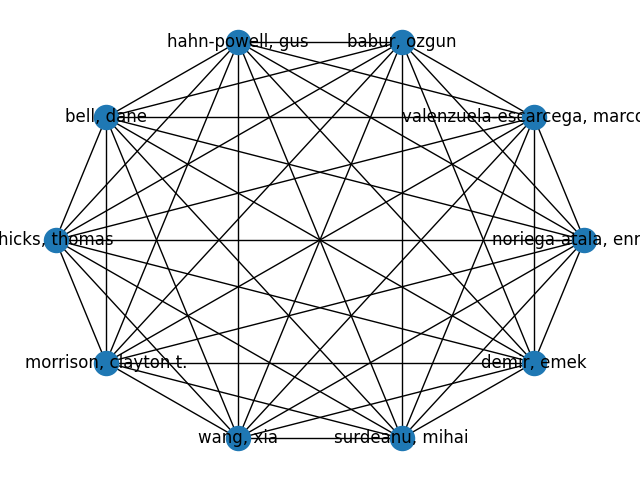 hahn-powell, gus
babur, ozgun
bell, dane
valenzuela escarcega, marco
hicks, thomas
noriega atala, enr
morrison, clayton t.
demir, emek
wang, xia
surdeanu, mihai